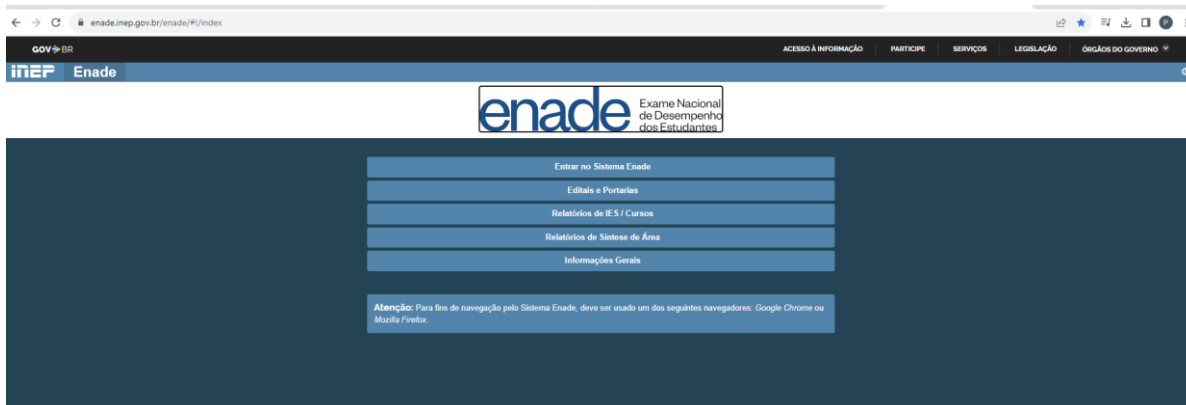 enade.inep.gov.br/enade/#!/index
P
GOV BR
ACESSO À INFORMAÇÃO PARTICIPE SERVIÇOS LEGISLAÇÃO ÓRGÃOS DO GOVERNO
inep Enade
enade Exame Nacional
de Desempenho
dos Estudantes
Entrar no Sistema Enade
Editais e Portarias
Relatórios de IES / Cursos
Relatórios de Síntese de Área
Informações Gerais
Atenção: Para fins de navegação pelo Sistema Enade, deve ser usado um dos seguintes navegadores: Google Chrome ou
Mozilla Firefox.